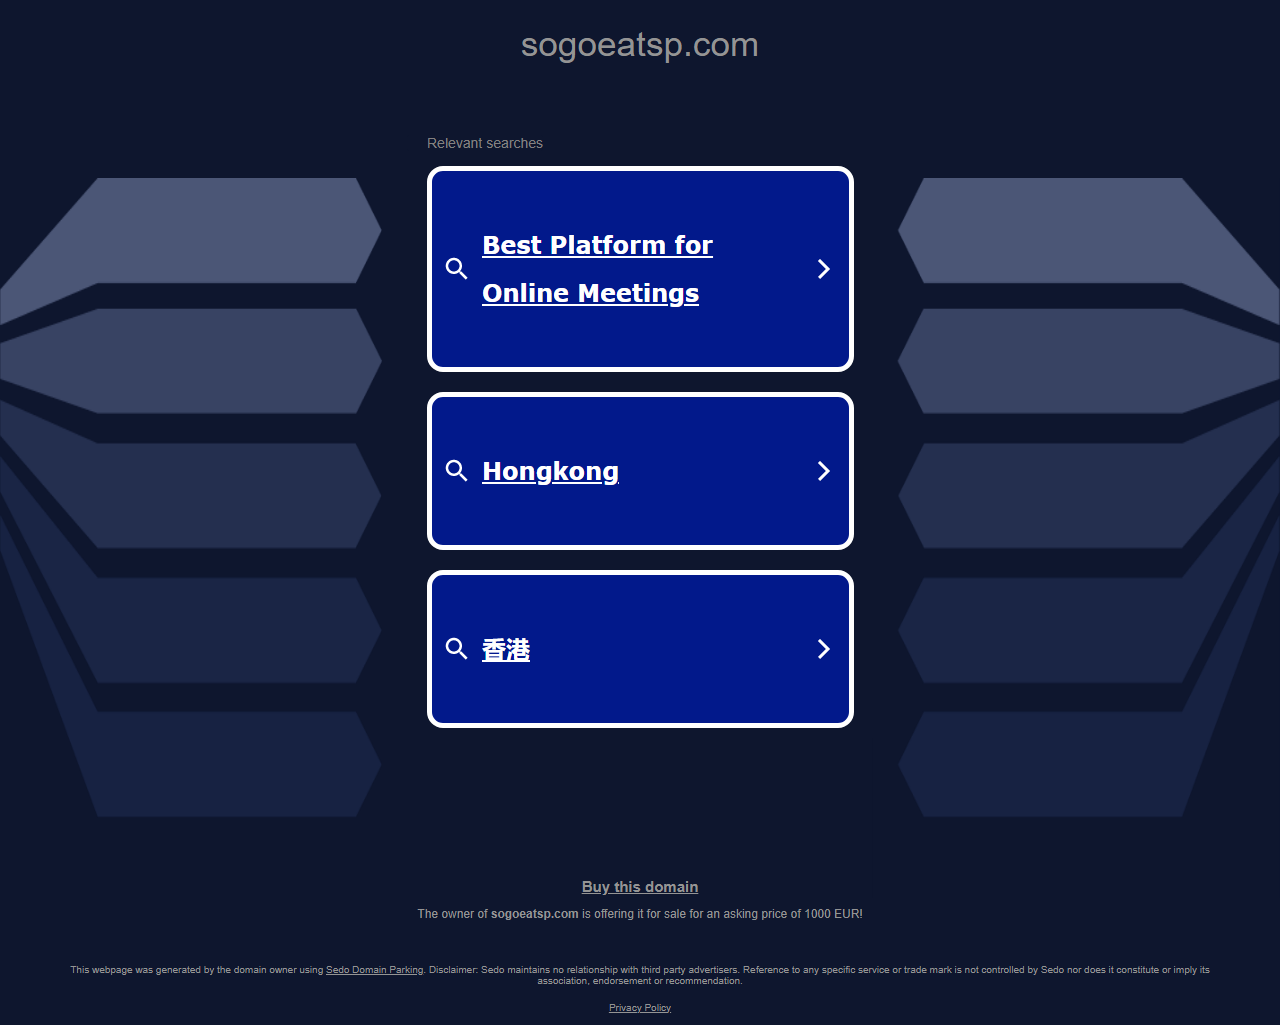 sogoeatsp.com
Relevant searches
Best Platform for
Online Meetings
Hongkong
香港
Buy this domain
The owner of sogoeatsp.com is offering it for sale for an asking price of 1000 EUR!
This webpage was generated by the domain owner using Sedo Domain Parking. Disclaimer: Sedo maintains no relationship with third party advertisers. Reference to any specific service or trade mark is not controlled by Sedo nor does it constitute or imply its
association, endorsement or recommendation.
Privacy Policy